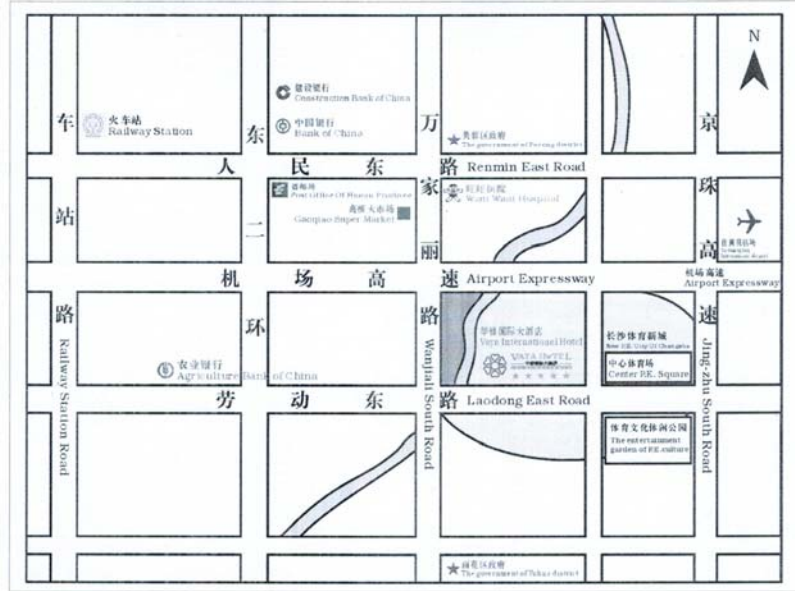 N
建设银行
Construction Bank of China
中国银行
Bank of China
火车站
Railway Station
芙蓉区政府
The government of Furong district
人民东路 Renmin East Road
Post Office Of Hunan Province
高桥大市场
Gaoqiao Super Market
旺旺医院
Want Want Hospital
机场高速 Airport Expressway
机场高速
Airport Expressway
华雅国际大酒店
Vaya International Hotel
VAYA HOTEL
长沙体育新城
New P.E. City Of Changsha
中心体育场
Center P.E. Square
农业银行
Agriculture Bank of China
劳动东路 Laodong East Road
体育文化休闲公园
The entertainment
garden of P.E. culture
雨花区政府
The government of Yuhua district
车站路
Railway Station Road
东二环
万家丽路
Wanjiali South Road
京珠高速
Jing-zhu South Road